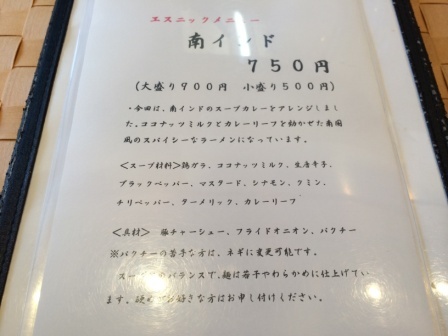 エスニックメニュー
南インド
750円
(大盛り900円 小盛り500円)
・今回は、南インドのスープカレーをアレンジしまし
た。ココナッツミルクとカレーリーフを効かせた南国
風のスパイシーなラーメンになっています。
<スープ材料>鶏ガラ、ココナッツミルク、生唐辛子、
ブラックペッパー、マスタード、シナモン、クミン、
チリペッパー、ターメリック、カレーリーフ
<具材> 豚チャーシュー、フライドオニオン、パクチー
※パクチーの苦手な方は、ネギに変更可能です。
スープのバランスで、麺は若干やわらかめに仕上げてい
ます。硬めがお好きな方はお申し付けください。